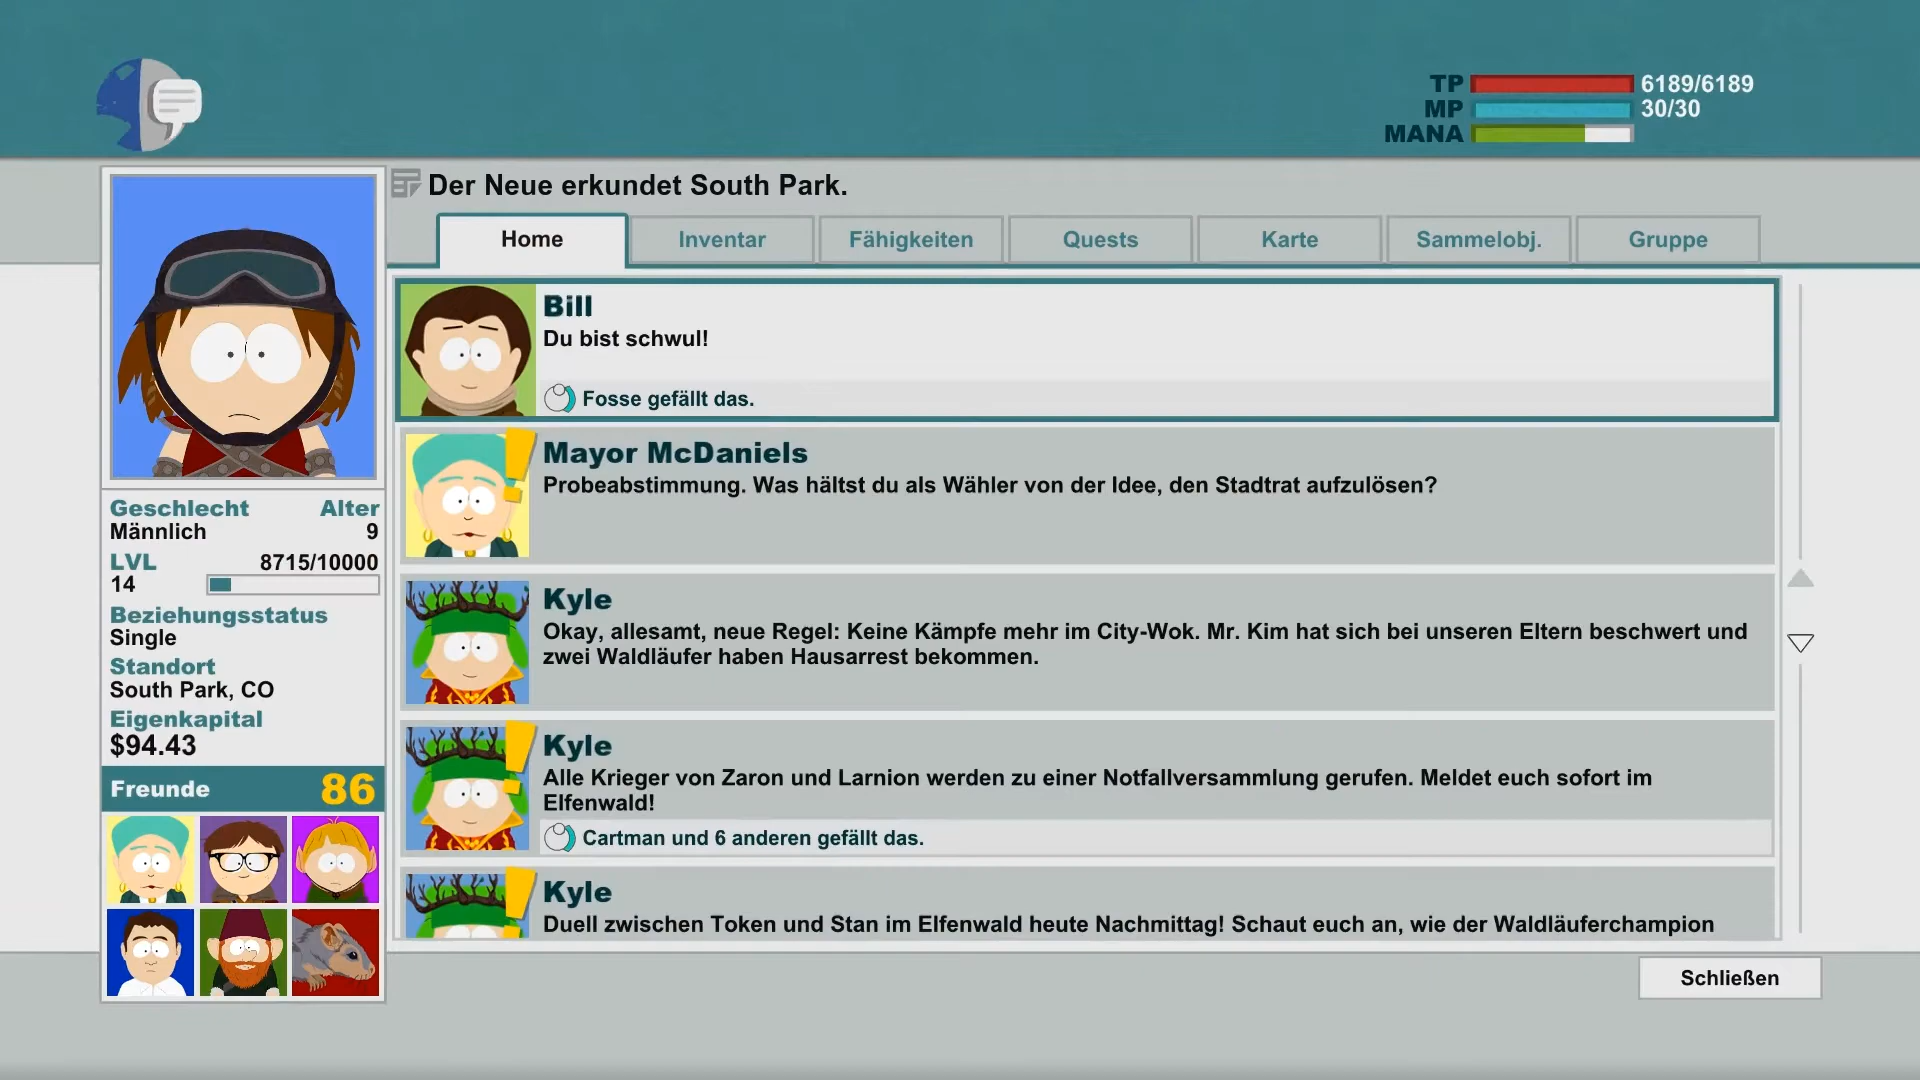 TP 6189/6189
MP 30/30
MANA
Der Neue erkundet South Park.
Home Inventar Fähigkeiten Quests Karte Sammelobj. Gruppe
Geschlecht Alter
Männlich 9
LVL 8715/10000
14
Beziehungsstatus
Single
Standort
South Park, CO
Eigenkapital
$94.43
Freunde 86
Bill
Du bist schwul!
Fosse gefällt das.
Mayor McDaniels
Probeabstimmung. Was hältst du als Wähler von der Idee, den Stadtrat aufzulösen?
Kyle
Okay, allesamt, neue Regel: Keine Kämpfe mehr im City-Wok. Mr. Kim hat sich bei unseren Eltern beschwert und
zwei Waldläufer haben Hausarrest bekommen.
Kyle
Alle Krieger von Zaron und Larnion werden zu einer Notfallversammlung gerufen. Meldet euch sofort im
Elfenwald!
Cartman und 6 anderen gefällt das.
Kyle
Duell zwischen Token und Stan im Elfenwald heute Nachmittag! Schaut euch an, wie der Waldläuferchampion
Schließen